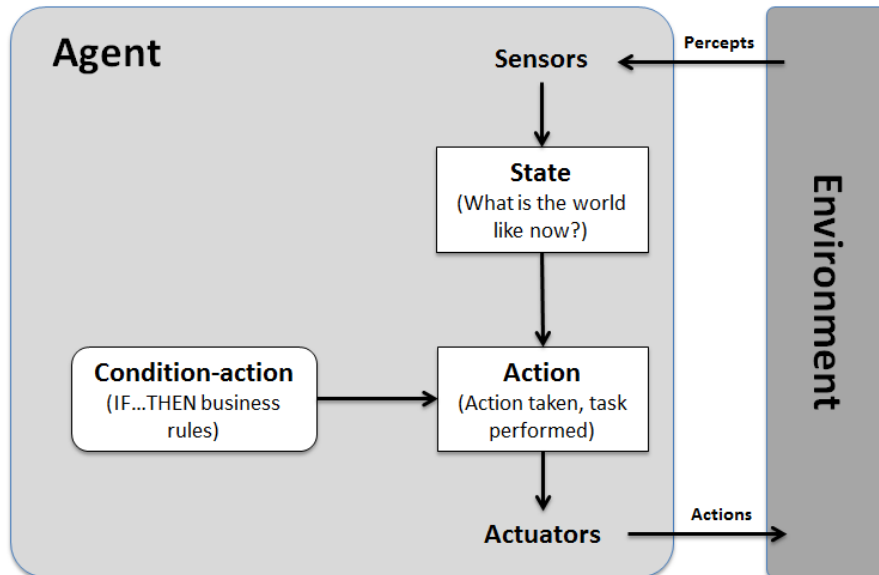 Agent
Sensors
Percepts
State
(What is the world
like now?)
Environment
Condition-action
(IF...THEN business
rules)
Action
(Action taken, task
performed)
Actuators
Actions